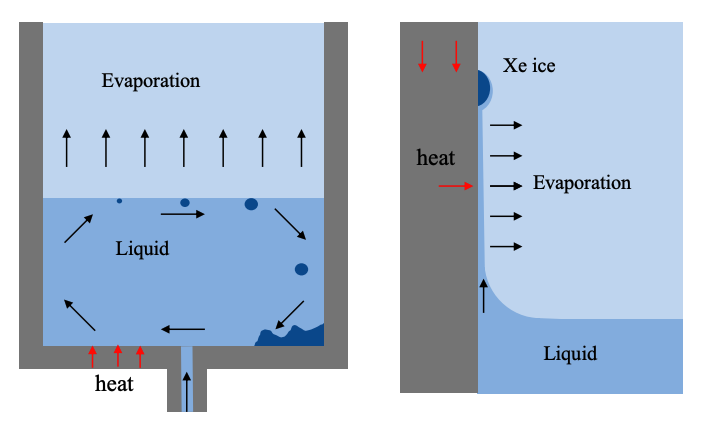 Evaporation
Liquid
heat
Xe ice
heat
Evaporation
Liquid